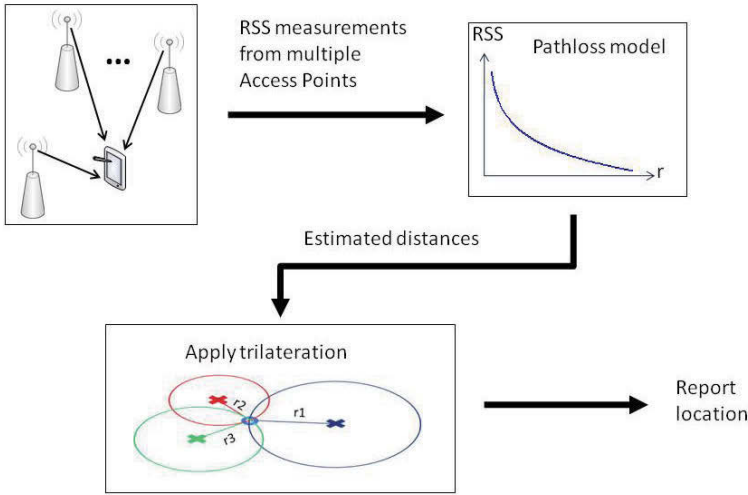 •••
RSS measurements
from multiple
Access Points
RSS
Pathloss model
r
Estimated distances
Apply trilateration
r2
r1
r3
Report
location